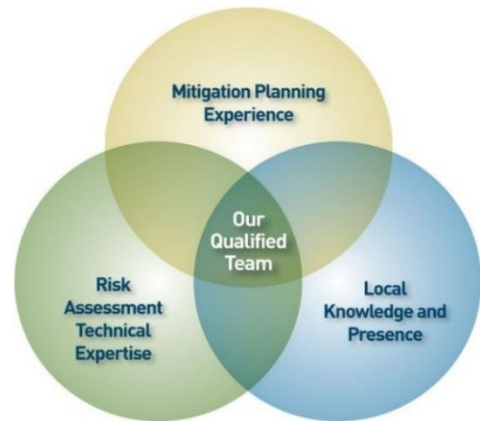 Mitigation Planning
Experience
Our
Qualified
Team
Risk
Assessment
Technical
Expertise
Local
Knowledge and
Presence